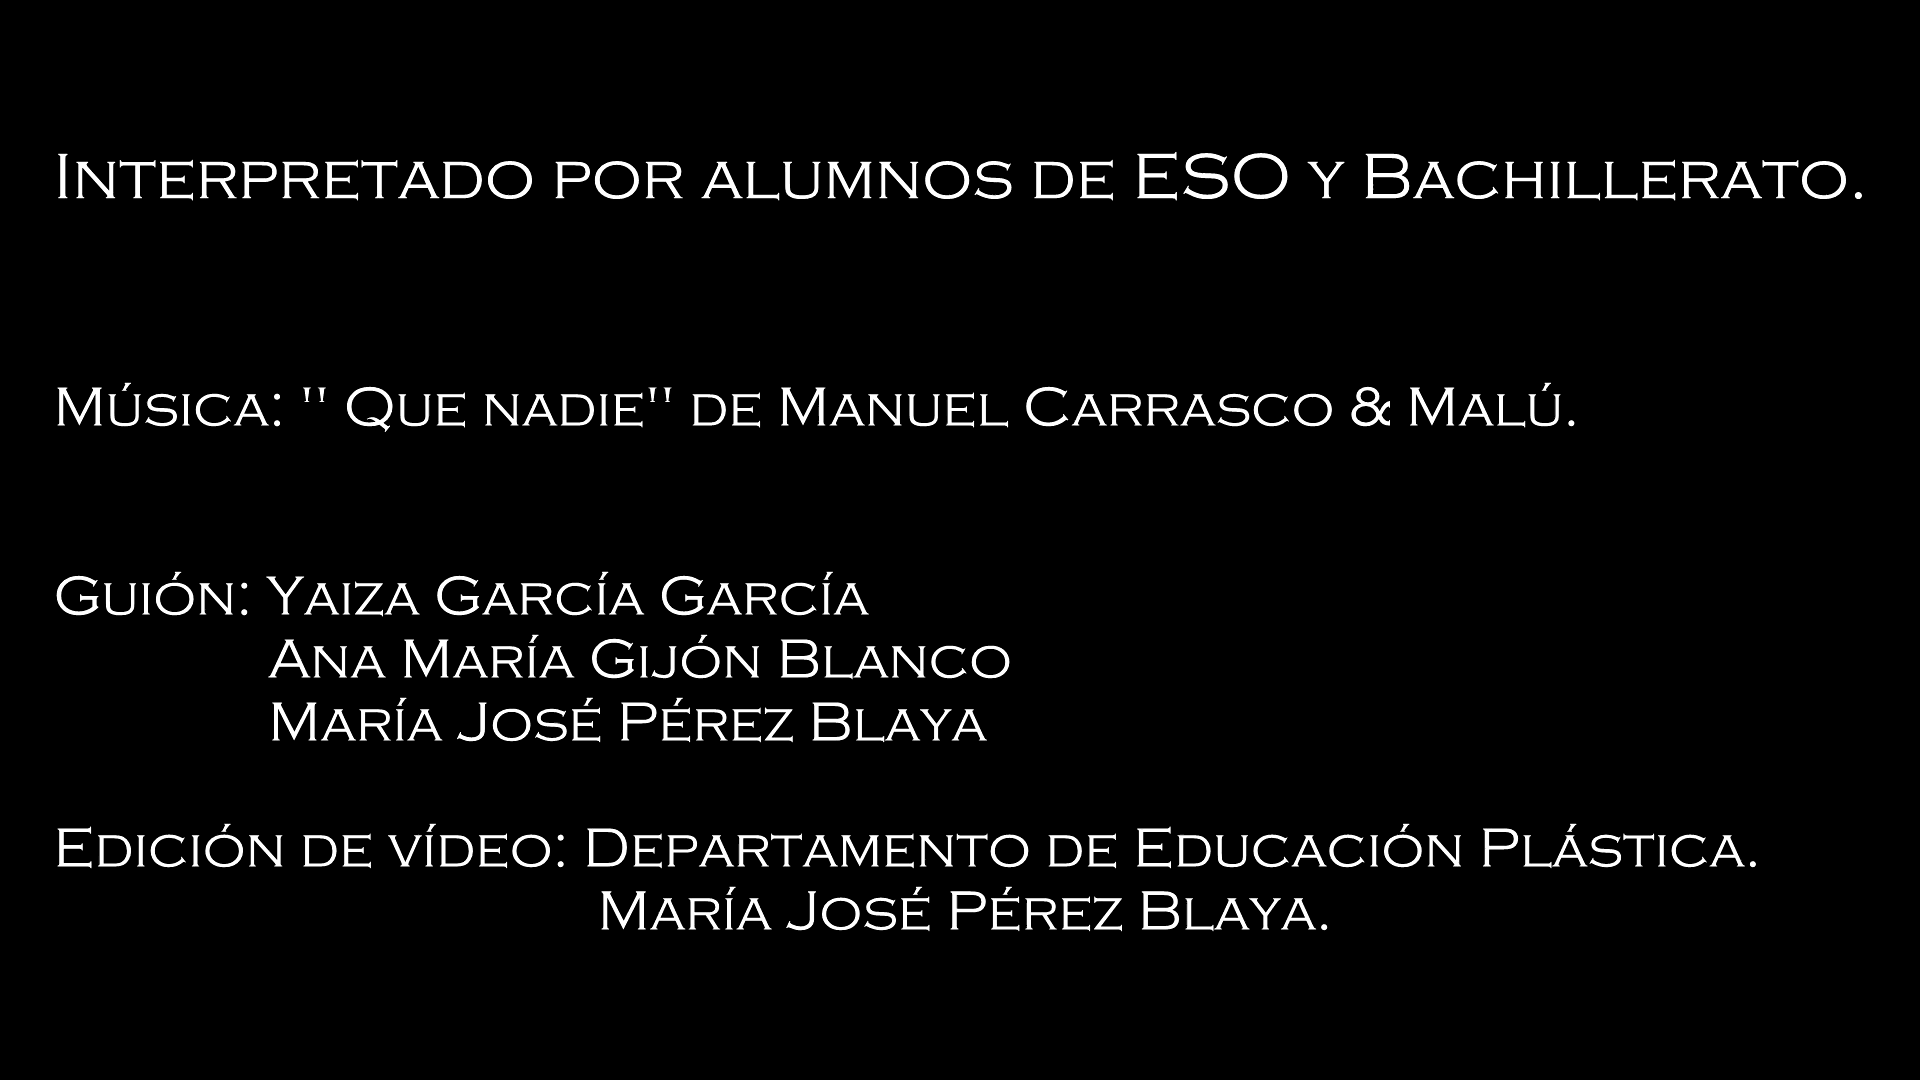 Interpretado por alumnos de ESO y Bachillerato.
Música: " Que nadie" de Manuel Carrasco & Malú.
Guión: Yaiza García García
Ana María Gijón Blanco
María José Pérez Blaya
Edición de vídeo: Departamento de Educación Plástica.
María José Pérez Blaya.